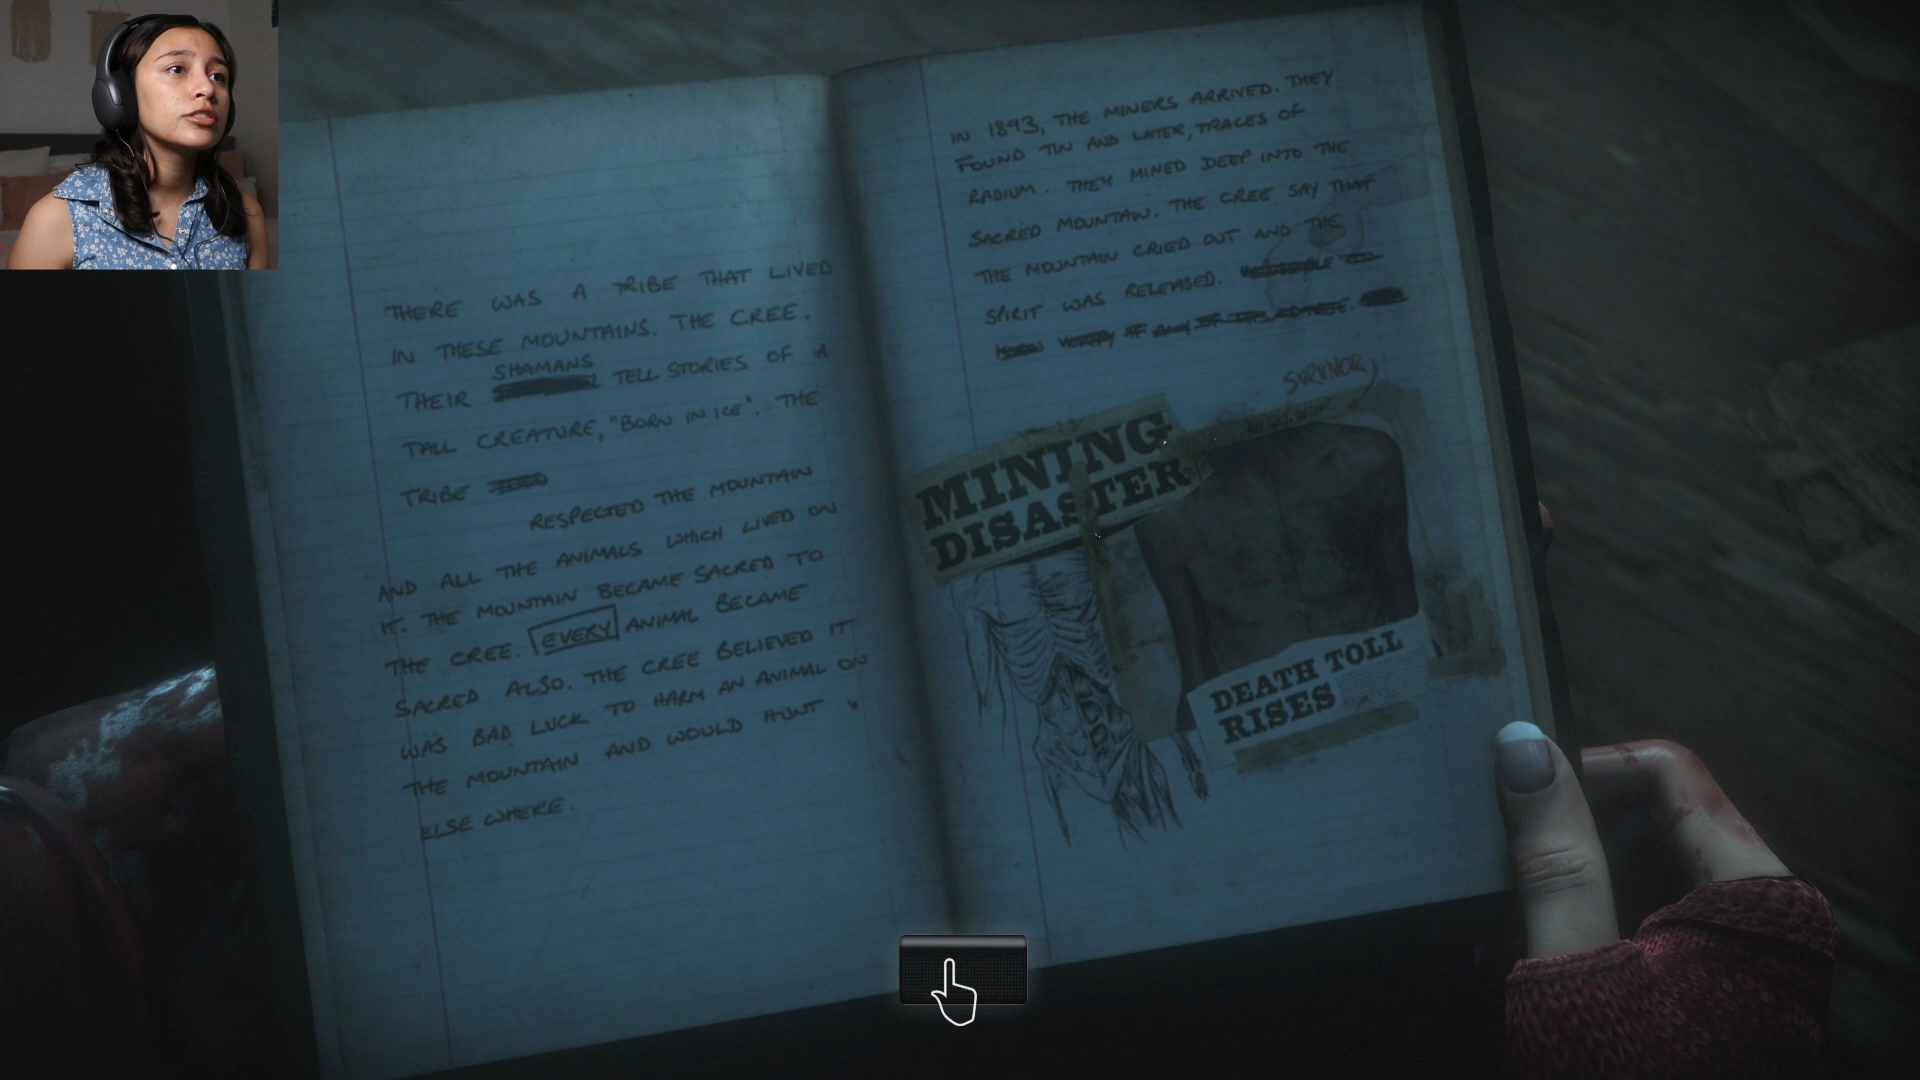 THERE WAS A TRIBE THAT LIVED
IN THESE MOUNTAINS. THE CREE.
SHAMANS
THEIR TELL STORIES OF A
TALL CREATURE, "BORN IN ICE". THE
TRIBE
RESPECTED THE MOUNTAIN
AND ALL THE ANIMALS WHICH LIVED ON
IT. THE MOUNTAIN BECAME SACRED TO
THE CREE. EVERY ANIMAL BECAME
SACRED ALSO. THE CREE BELIEVED IT
WAS BAD LUCK TO HARM AN ANIMAL ON
THE MOUNTAIN AND WOULD HUNT
ELSE WHERE.
IN 1893, THE MINERS ARRIVED. THEY
FOUND TIN AND LATER, TRACES OF
RADIUM. THEY MINED DEEP INTO THE
SACRED MOUNTAIN. THE CREE SAY THAT
THE MOUNTAIN CRIED OUT AND THE
SPIRIT WAS RELEASED.
VERIFY IF ANY OF THIS
SURVIVOR
MINING
DISASTER
DEATH TOLL
RISES